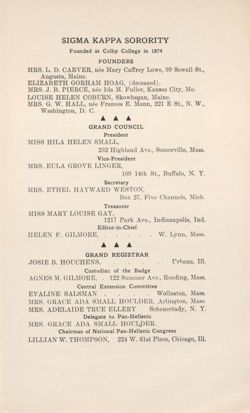 SIGMA KAPPA SORORITY
Founded at Colby College in 1874
FOUNDERS
MRS. L. D. CARVER, née Mary Caffrey Lowe, 99 Sewall St.,
Augusta, Maine.
ELIZABETH GORHAM HOAG, (deceased).
MRS. J. B. PIERCE, née Ida M. Fuller, Kansas City, Mo.
LOUISE HELEN COBURN, Skowhegan, Maine.
MRS. G. W. HALL, née Frances E. Mann, 221 E St., N. W.,
Washington, D. C.
GRAND COUNCIL
President
MISS HILA HELEN SMALL,
232 Highland Ave., Somerville, Mass.
Vice-President
MRS. EULA GROVE LINGER,
109 14th St., Buffalo, N. Y.
Secretary
MRS. ETHEL HAYWARD WESTON,
Box 27, Five Channels, Mich.
Treasurer
MISS MARY LOUISE GAY,
1217 Park Ave., Indianapolis, Ind.
Editor-in-Chief
HELEN F. GILMORE, . . . . . . W. Lynn, Mass.
GRAND REGISTRAR
JOSIE B. HOUCHENS, . . . . . . Urbana, Ill.
Custodian of the Badge
AGNES M. GILMORE, . . 122 Summer Ave., Reading, Mass.
Central Extension Committee
EVALINE SALSMAN . . . . . Wollaston, Mass.
MRS. GRACE ADA SMALL HOULDER, Arlington, Mass.
MRS. ADELAIDE TRUE ELLERY Schenectady, N. Y.
Delegate to Pan-Hellenic
MRS. GRACE ADA SMALL HOULDER.
Chairman of National Pan-Hellenic Congress
LILLIAN W. THOMPSON, 224 W. 61st Place, Chicago, Ill.